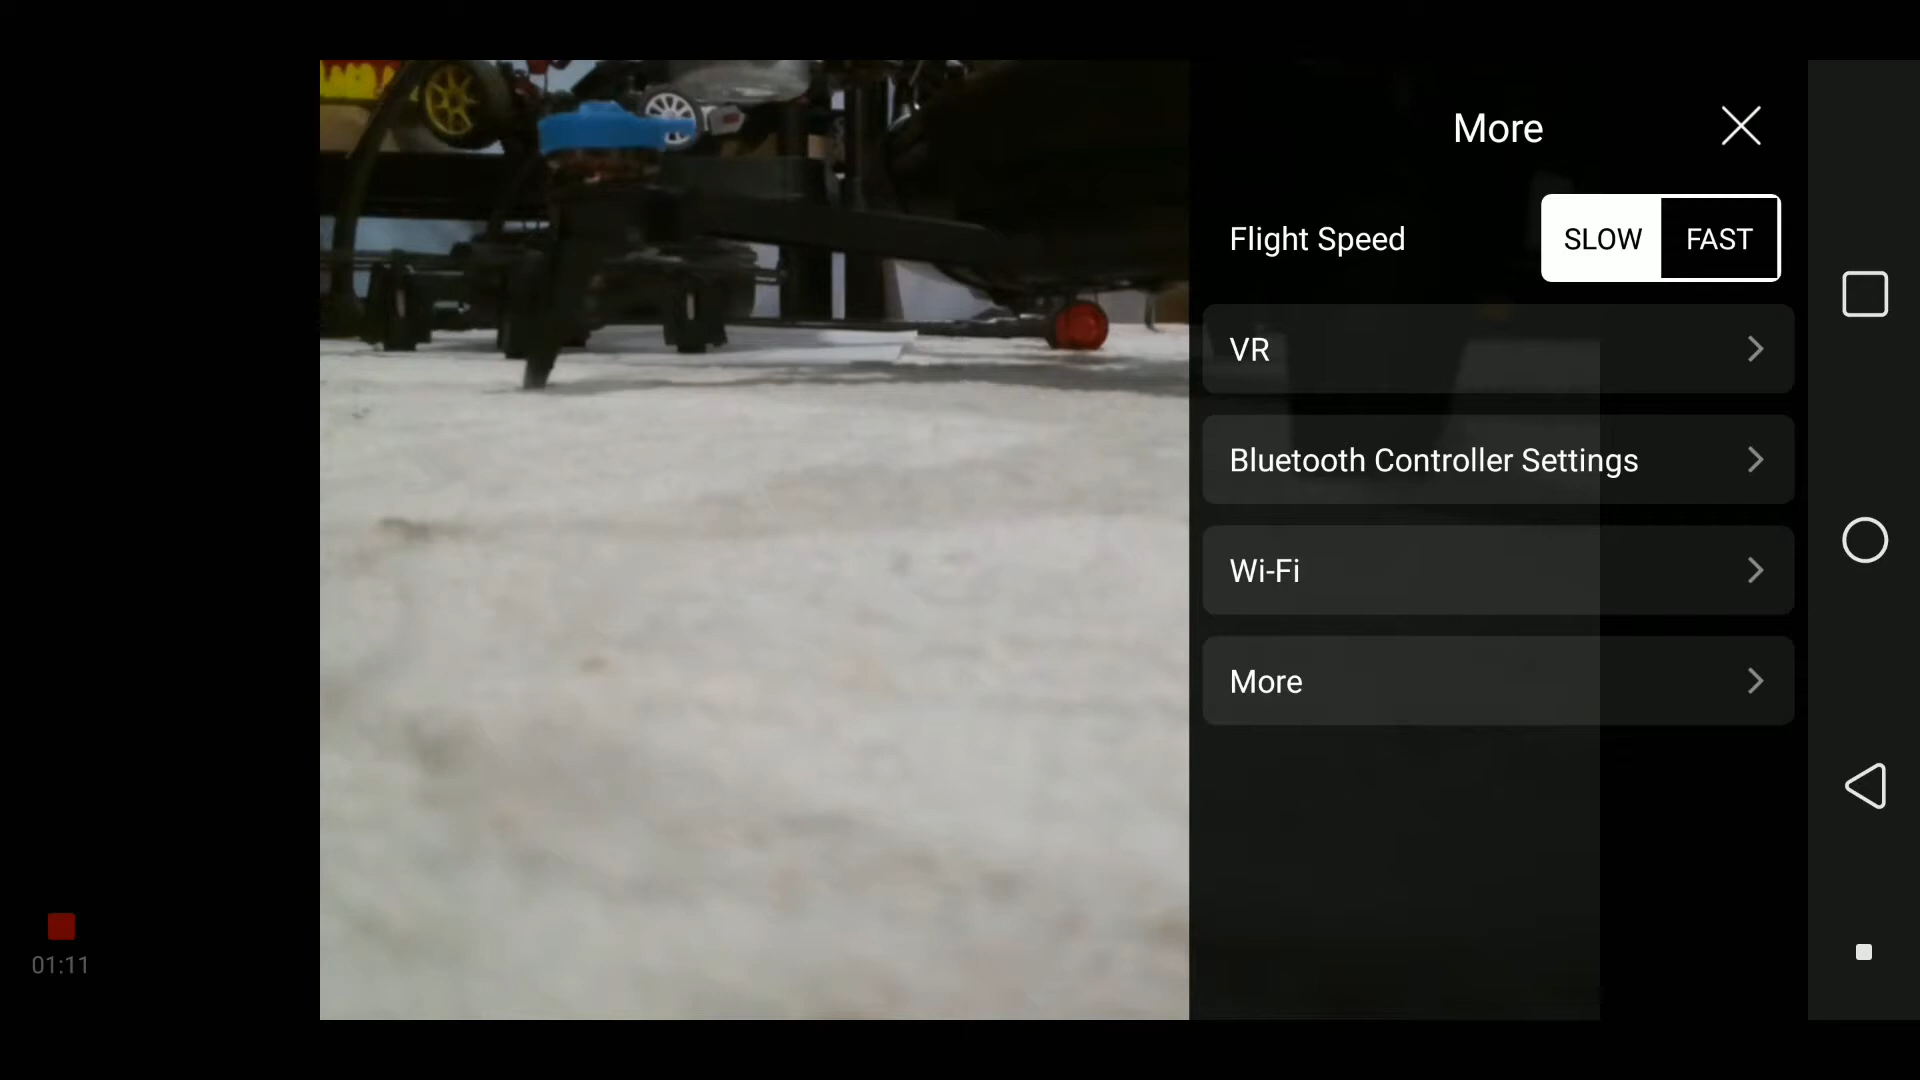 More
Flight Speed
SLOW
FAST
VR
Bluetooth Controller Settings
Wi-Fi
More
01:11